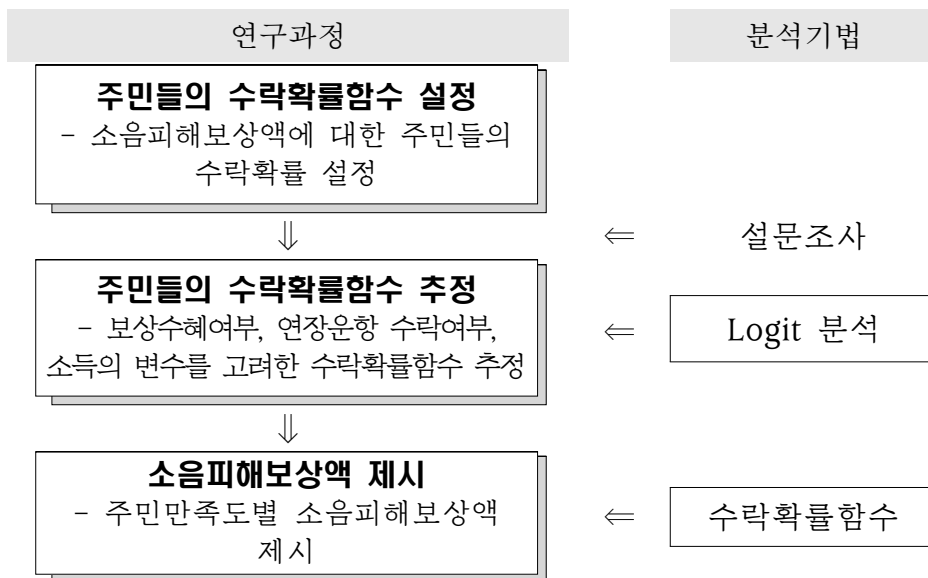 연구과정
분석기법
주민들의 수락확률함수 설정
- 소음피해보상액에 대한 주민들의
수락확률 설정
⇓
⇐ 설문조사
주민들의 수락확률함수 추정
- 보상수혜여부, 연장운항 수락여부,
소득의 변수를 고려한 수락확률함수 추정
⇐ Logit 분석
⇓
소음피해보상액 제시
- 주민만족도별 소음피해보상액
제시
⇐ 수락확률함수